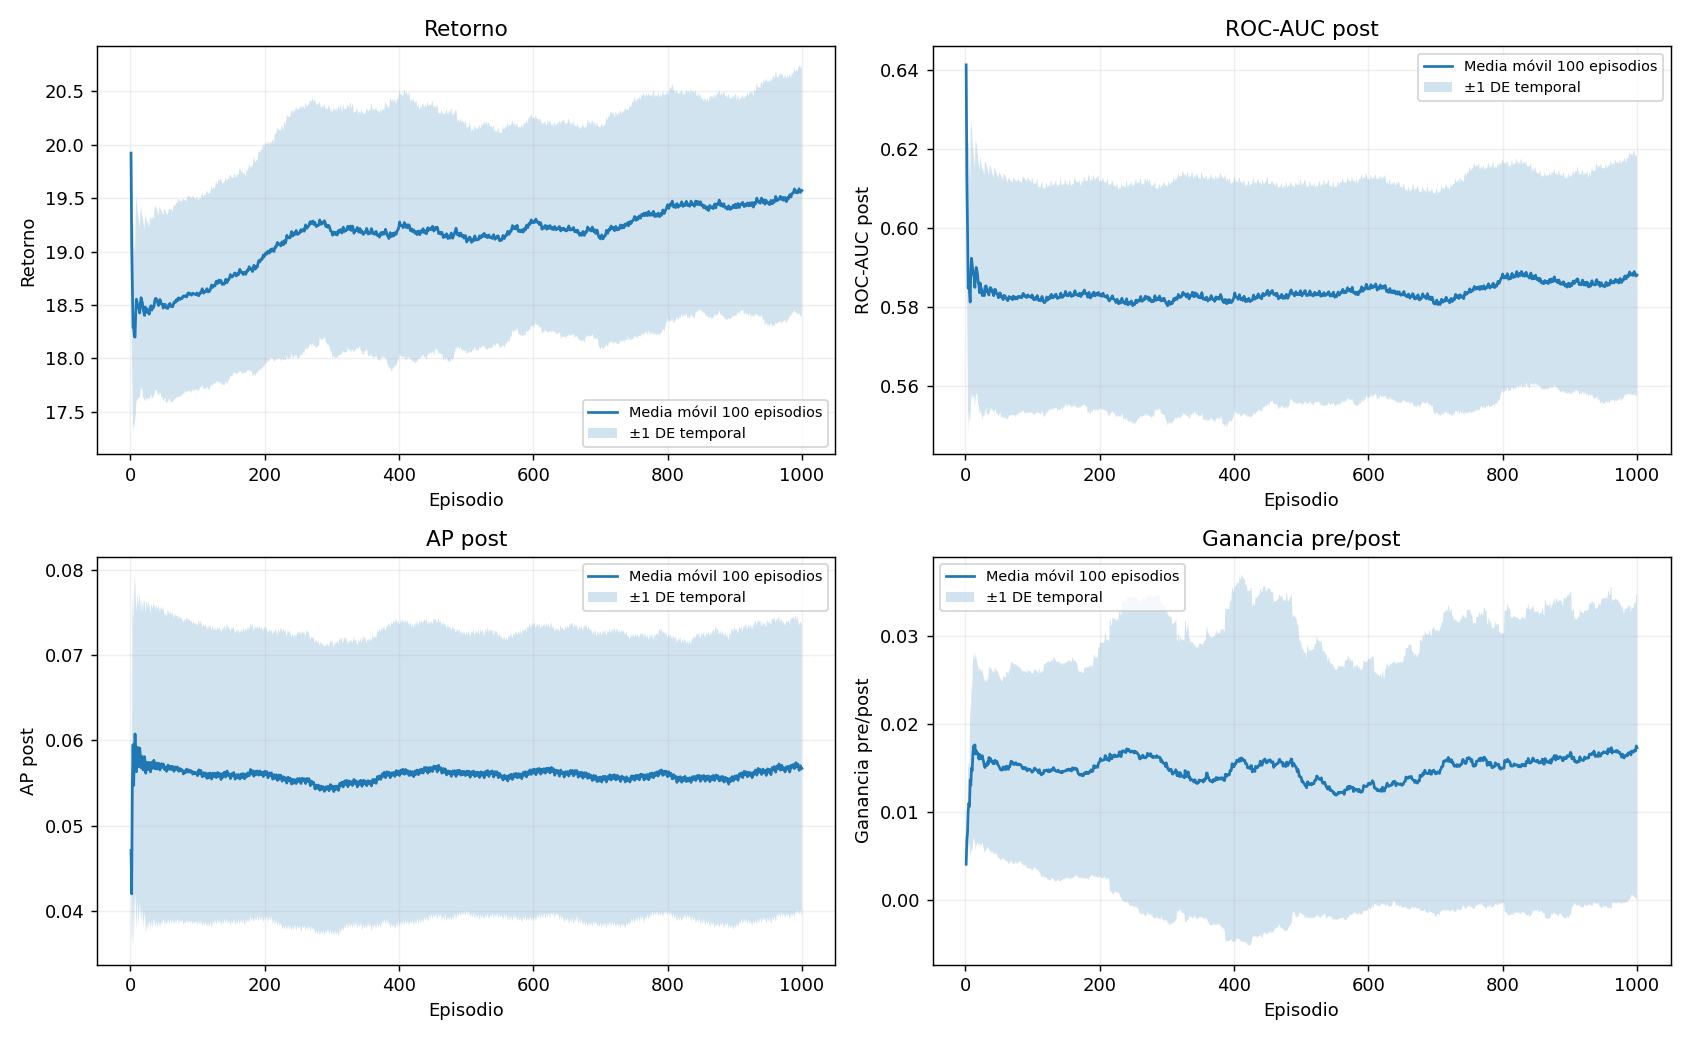 Retorno
Retorno
20.5
20.0
19.5
19.0
18.5
18.0
17.5
Media móvil 100 episodios
±1 DE temporal
0 200 400 600 800 1000
Episodio
ROC-AUC post
ROC-AUC post
0.64
0.62
0.60
0.58
0.56
Media móvil 100 episodios
±1 DE temporal
0 200 400 600 800 1000
Episodio
AP post
AP post
0.08
0.07
0.06
0.05
0.04
Media móvil 100 episodios
±1 DE temporal
0 200 400 600 800 1000
Episodio
Ganancia pre/post
Ganancia pre/post
0.03
0.02
0.01
0.00
Media móvil 100 episodios
±1 DE temporal
0 200 400 600 800 1000
Episodio